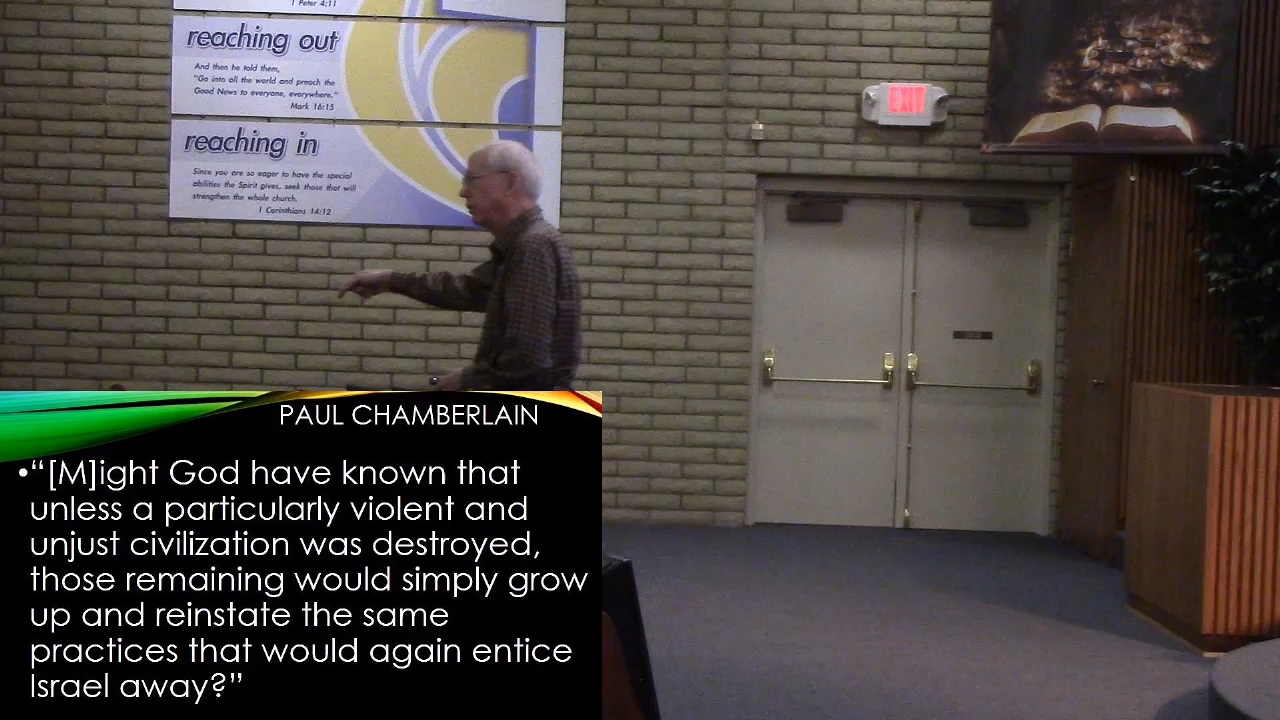 1 Peter 4:11
reaching out
And then he told them,
"Go into all the world and preach the
Good News to everyone, everywhere."
Mark 16:15
reaching in
Since you are so eager to have the special
abilities the Spirit gives, seek those that will
strengthen the whole church.
1 Corinthians 14:12
EXIT
PAUL CHAMBERLAIN
•“[M]ight God have known that
unless a particularly violent and
unjust civilization was destroyed,
those remaining would simply grow
up and reinstate the same
practices that would again entice
Israel away?”